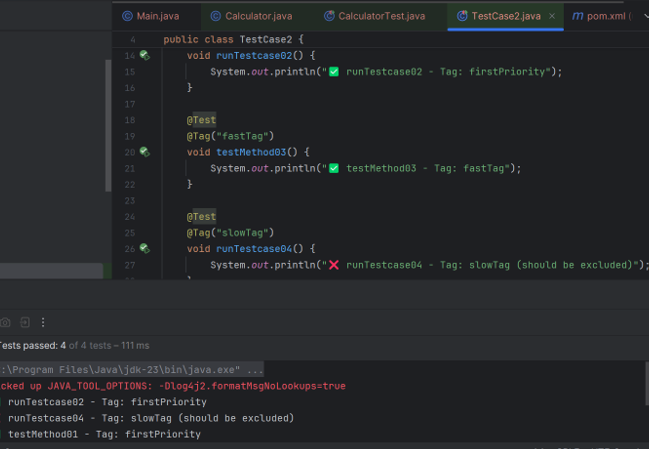 Main.java Calculator.java CalculatorTest.java TestCase2.java × pom.xml (
4 public class TestCase2 {
14 void runTestcase02() {
15 System.out.println("✅ runTestcase02 - Tag: firstPriority");
16 }
17
18 @Test
19 @Tag("fastTag")
20 void testMethod03() {
21 System.out.println("✅ testMethod03 - Tag: fastTag");
22 }
23
24 @Test
25 @Tag("slowTag")
26 void runTestcase04() {
27 System.out.println("❌ runTestcase04 - Tag: slowTag (should be excluded)");
Tests passed: 4 of 4 tests – 111 ms
:\Program Files\Java\jdk-23\bin\java.exe" ...
cked up JAVA_TOOL_OPTIONS: -Dlog4j2.formatMsgNoLookups=true
runTestcase02 - Tag: firstPriority
runTestcase04 - Tag: slowTag (should be excluded)
testMethod01 - Tag: firstPriority